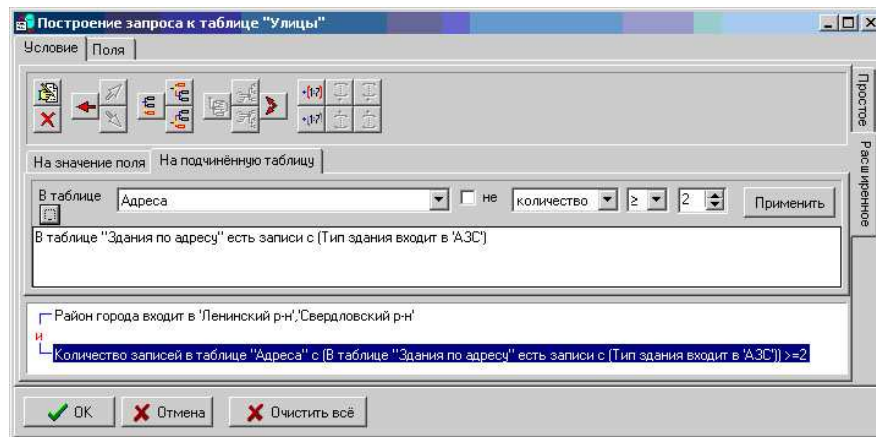 Построение запроса к таблице "Улицы"
Условие Поля
Простое
Расширенное
На значение поля На подчинённую таблицу
В таблице Адреса не количество ≥ 2 Применить
В таблице "Здания по адресу" есть записи с (Тип здания входит в 'АЗС')
Район города входит в 'Ленинский р-н','Свердловский р-н'
и
Количество записей в таблице "Адреса" с (В таблице "Здания по адресу" есть записи с (Тип здания входит в 'АЗС')) >=2
OK Отмена Очистить всё